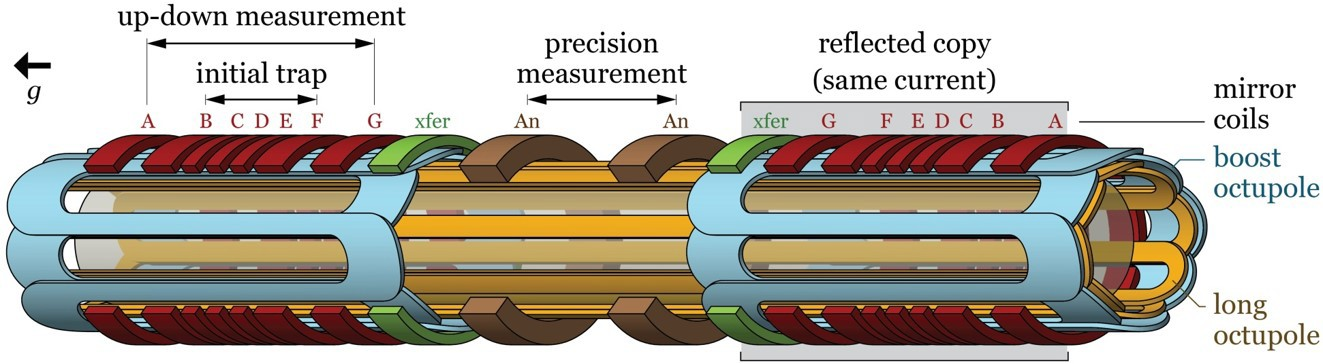 up-down measurement
initial trap
g
A B C D E F G xfer
precision
measurement
An An
reflected copy
(same current)
xfer G F E D C B A
mirror
coils
boost
octupole
long
octupole